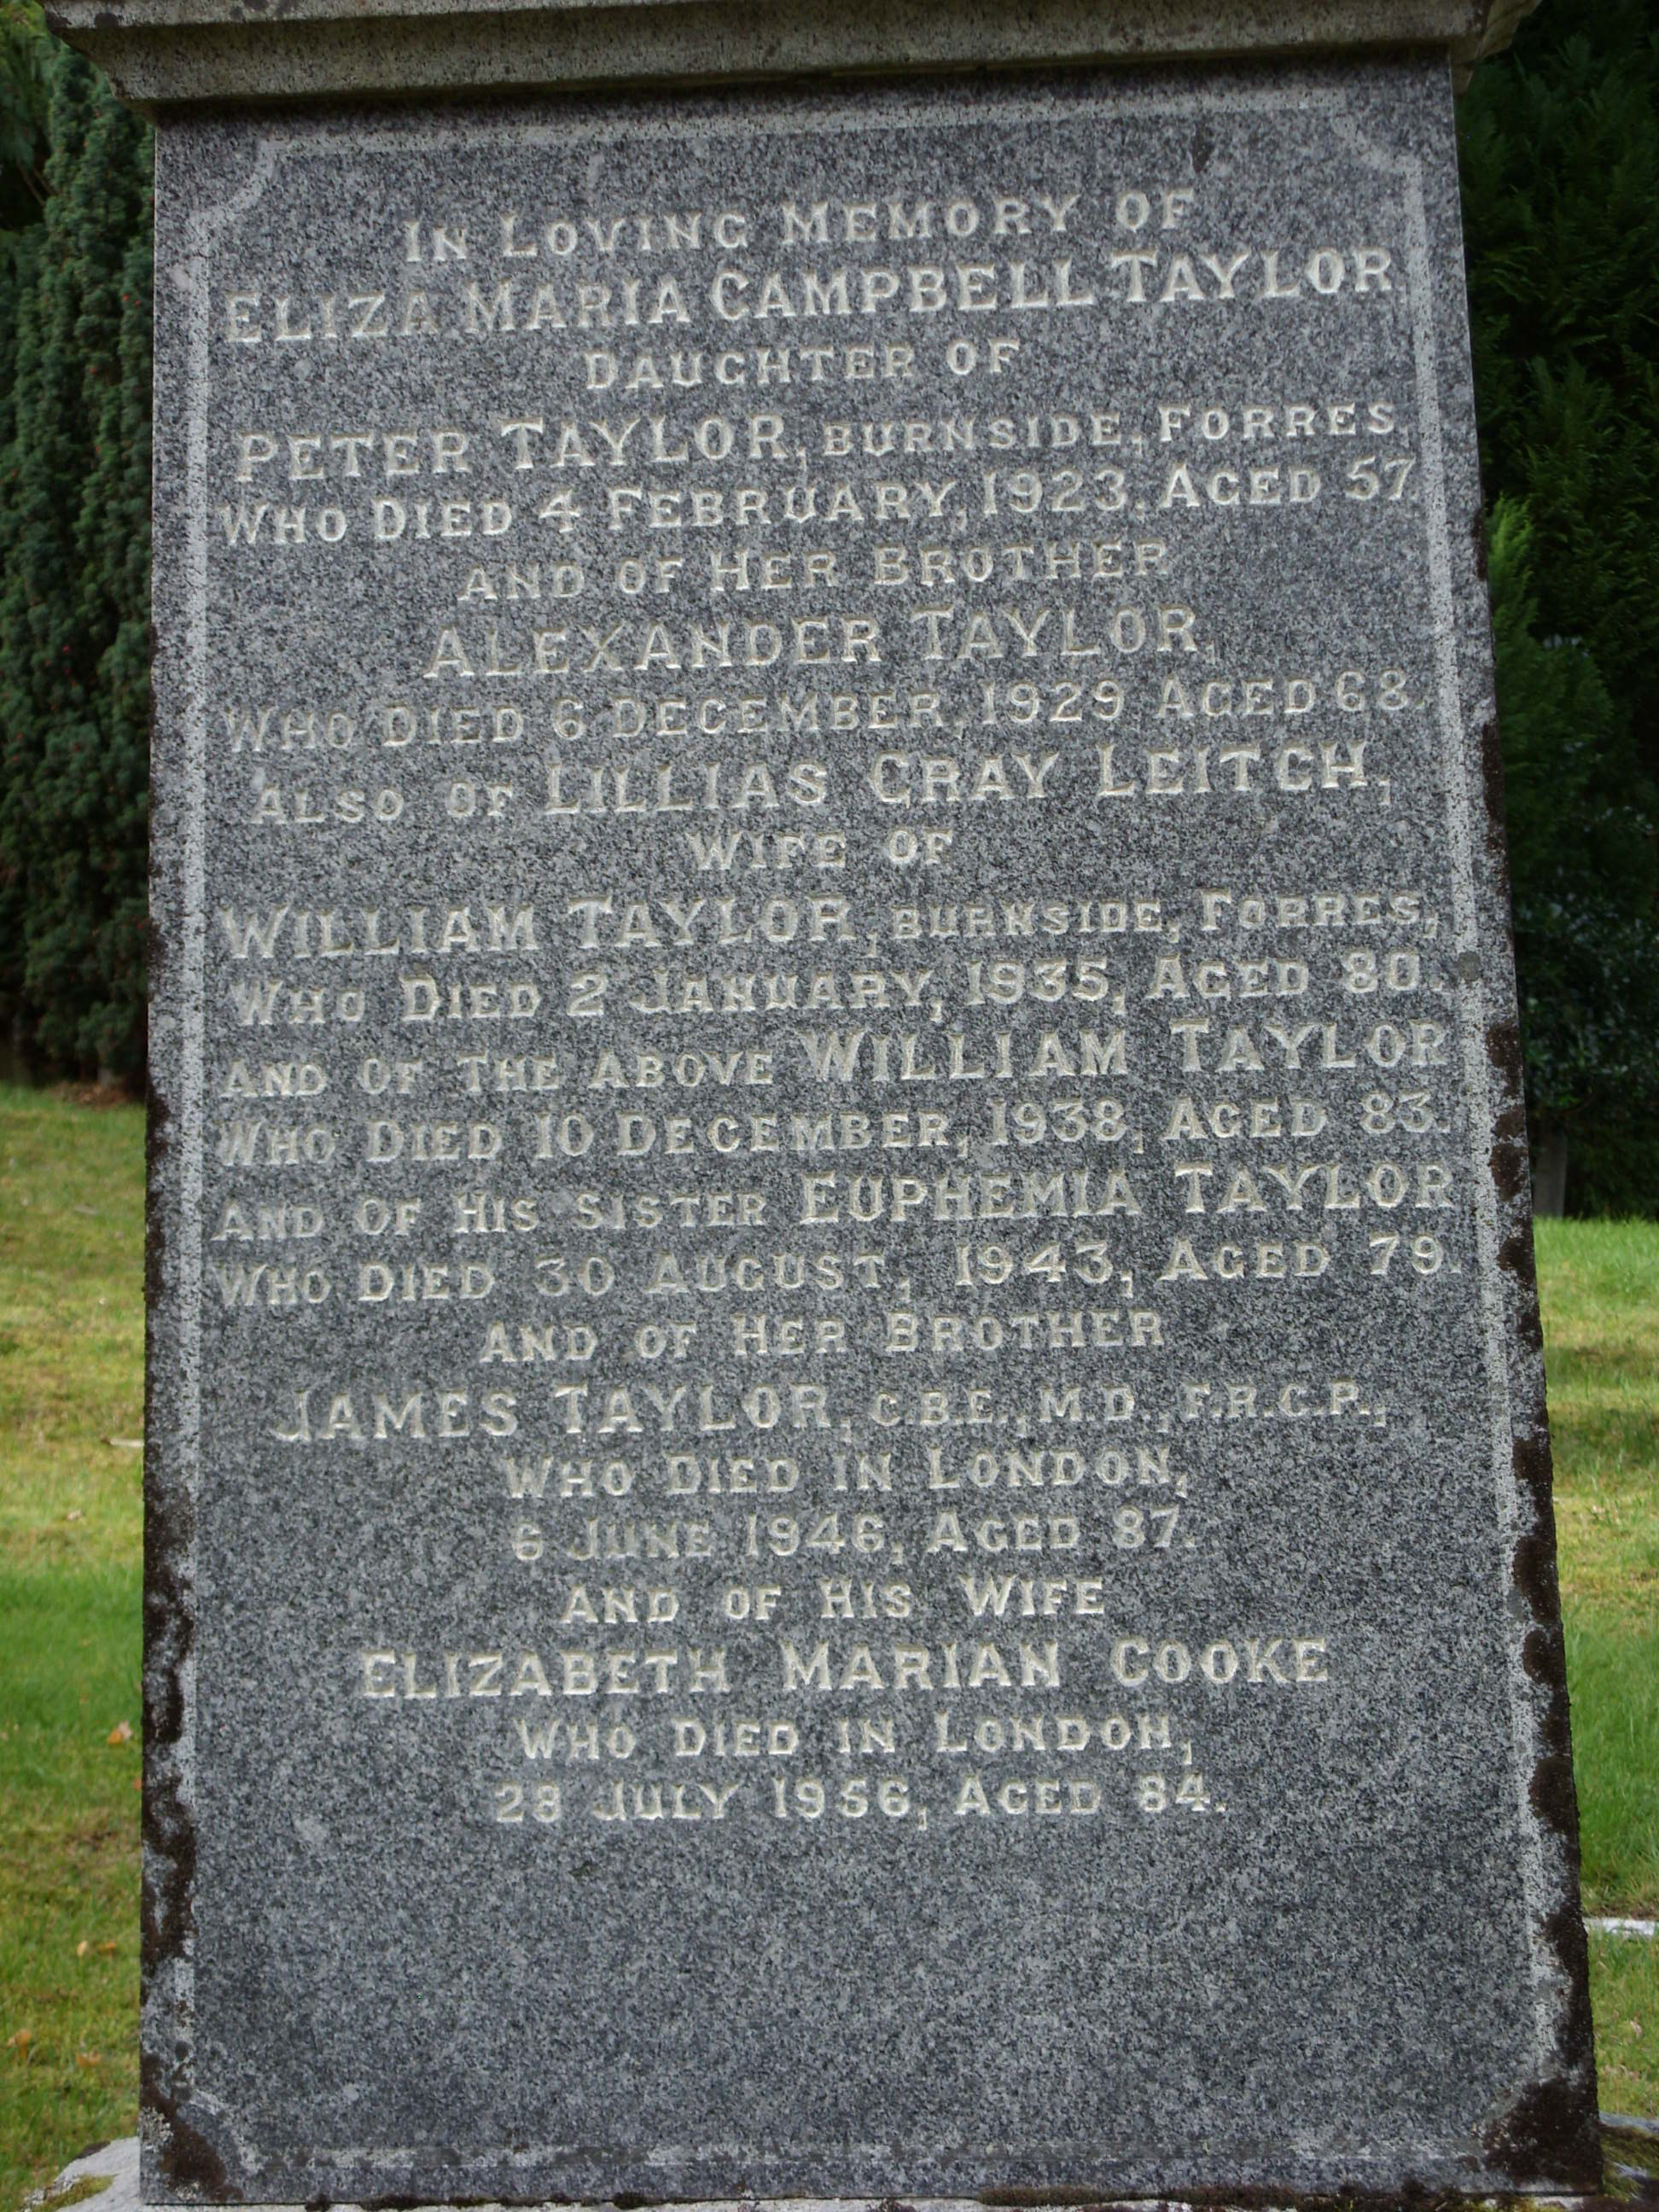 IN LOVING MEMORY OF
ELIZA MARIA CAMPBELL TAYLOR
DAUGHTER OF
PETER TAYLOR, BURNSIDE, FORRES.
WHO DIED 4 FEBRUARY, 1923. AGED 57.
AND OF HER BROTHER
ALEXANDER TAYLOR,
WHO DIED 6 DECEMBER, 1929 AGED 68.
ALSO OF LILLIAS GRAY LEITCH,
WIFE OF
WILLIAM TAYLOR, BURNSIDE, FORRES,
WHO DIED 2 JANUARY, 1935, AGED 80.
AND OF THE ABOVE WILLIAM TAYLOR
WHO DIED 10 DECEMBER, 1938, AGED 83.
AND OF HIS SISTER EUPHEMIA TAYLOR
WHO DIED 30 AUGUST, 1943, AGED 79.
AND OF HER BROTHER
JAMES TAYLOR, C.B.E., M.D., F.R.C.P.,
WHO DIED IN LONDON,
6 JUNE 1946, AGED 87.
AND OF HIS WIFE
ELIZABETH MARIAN COOKE
WHO DIED IN LONDON,
28 JULY 1956, AGED 84.